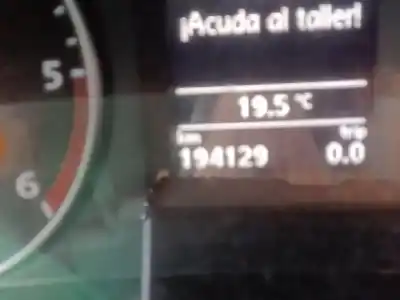 ¡Acuda al taller!
5
19.5 °C
km trip
194129 0.0
6